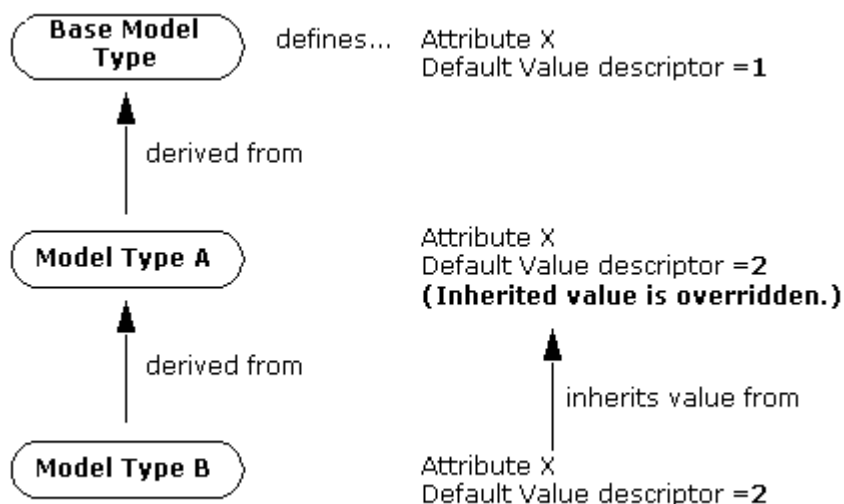 Base Model
Type
defines... Attribute X
Default Value descriptor =1
derived from
Model Type A
Attribute X
Default Value descriptor =2
(Inherited value is overridden.)
derived from
inherits value from
Model Type B
Attribute X
Default Value descriptor =2